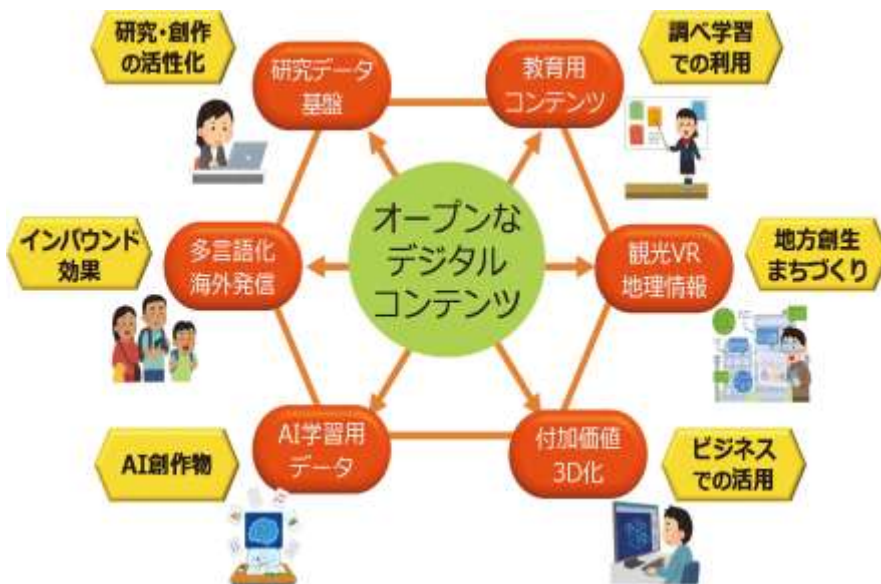 研究・創作
の活性化
研究データ
基盤
教育用
コンテンツ
調べ学習
での利用
インバウンド
効果
多言語化
海外発信
オープンな
デジタル
コンテンツ
観光VR
地理情報
地方創生
まちづくり
AI創作物
AI学習用
データ
付加価値
3D化
ビジネス
での活用